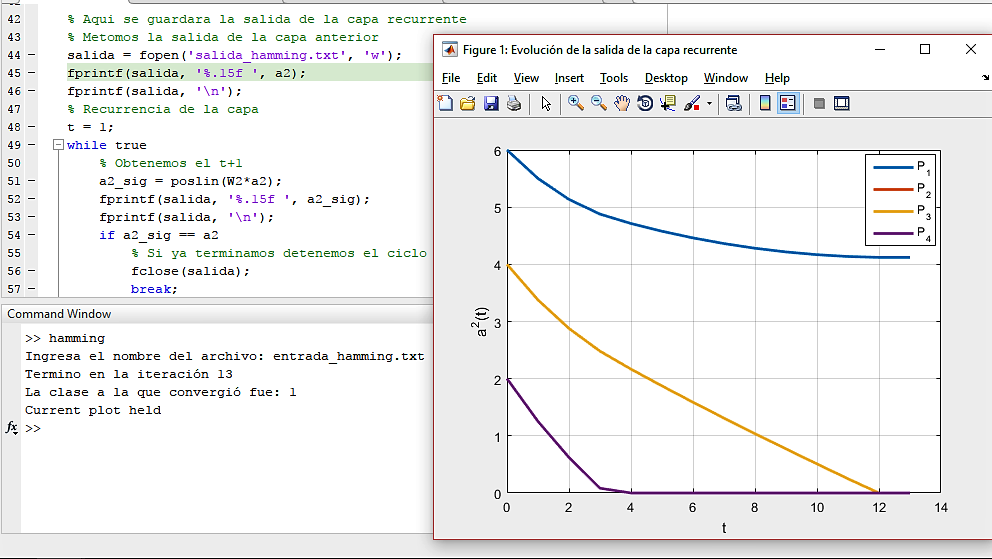 42 % Aqui se guardara la salida de la capa recurrente
43 % Metomos la salida de la capa anterior
44 – salida = fopen('salida_hamming.txt', 'w');
45 – fprintf(salida, '%.15f ', a2);
46 – fprintf(salida, '\n');
47 % Recurrencia de la capa
48 – t = 1;
49 – while true
50 % Obtenemos el t+1
51 – a2_sig = poslin(W2*a2);
52 – fprintf(salida, '%.15f ', a2_sig);
53 – fprintf(salida, '\n');
54 – if a2_sig == a2
55 % Si ya terminamos detenemos el ciclo
56 – fclose(salida);
57 – break;
Command Window
>> hamming
Ingresa el nombre del archivo: entrada_hamming.txt
Termino en la iteración 13
La clase a la que convergió fue: 1
Current plot held
fx >>
Figure 1: Evolución de la salida de la capa recurrente
File Edit View Insert Tools Desktop Window Help
6
5
4
3
2
1
0
a²(t)
0 2 4 6 8 10 12 14
t
P₁
P₂
P₃
P₄